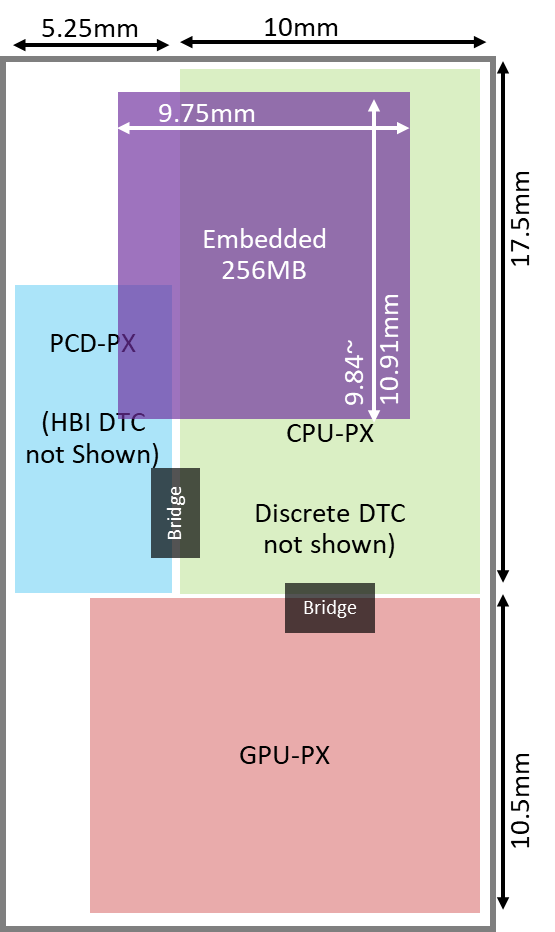 5.25mm
10mm
9.75mm
17.5mm
Embedded
256MB
9.84~
10.91mm
PCD-PX
(HBI DTC
not Shown)
CPU-PX
Bridge
Discrete DTC
not shown)
Bridge
GPU-PX
10.5mm